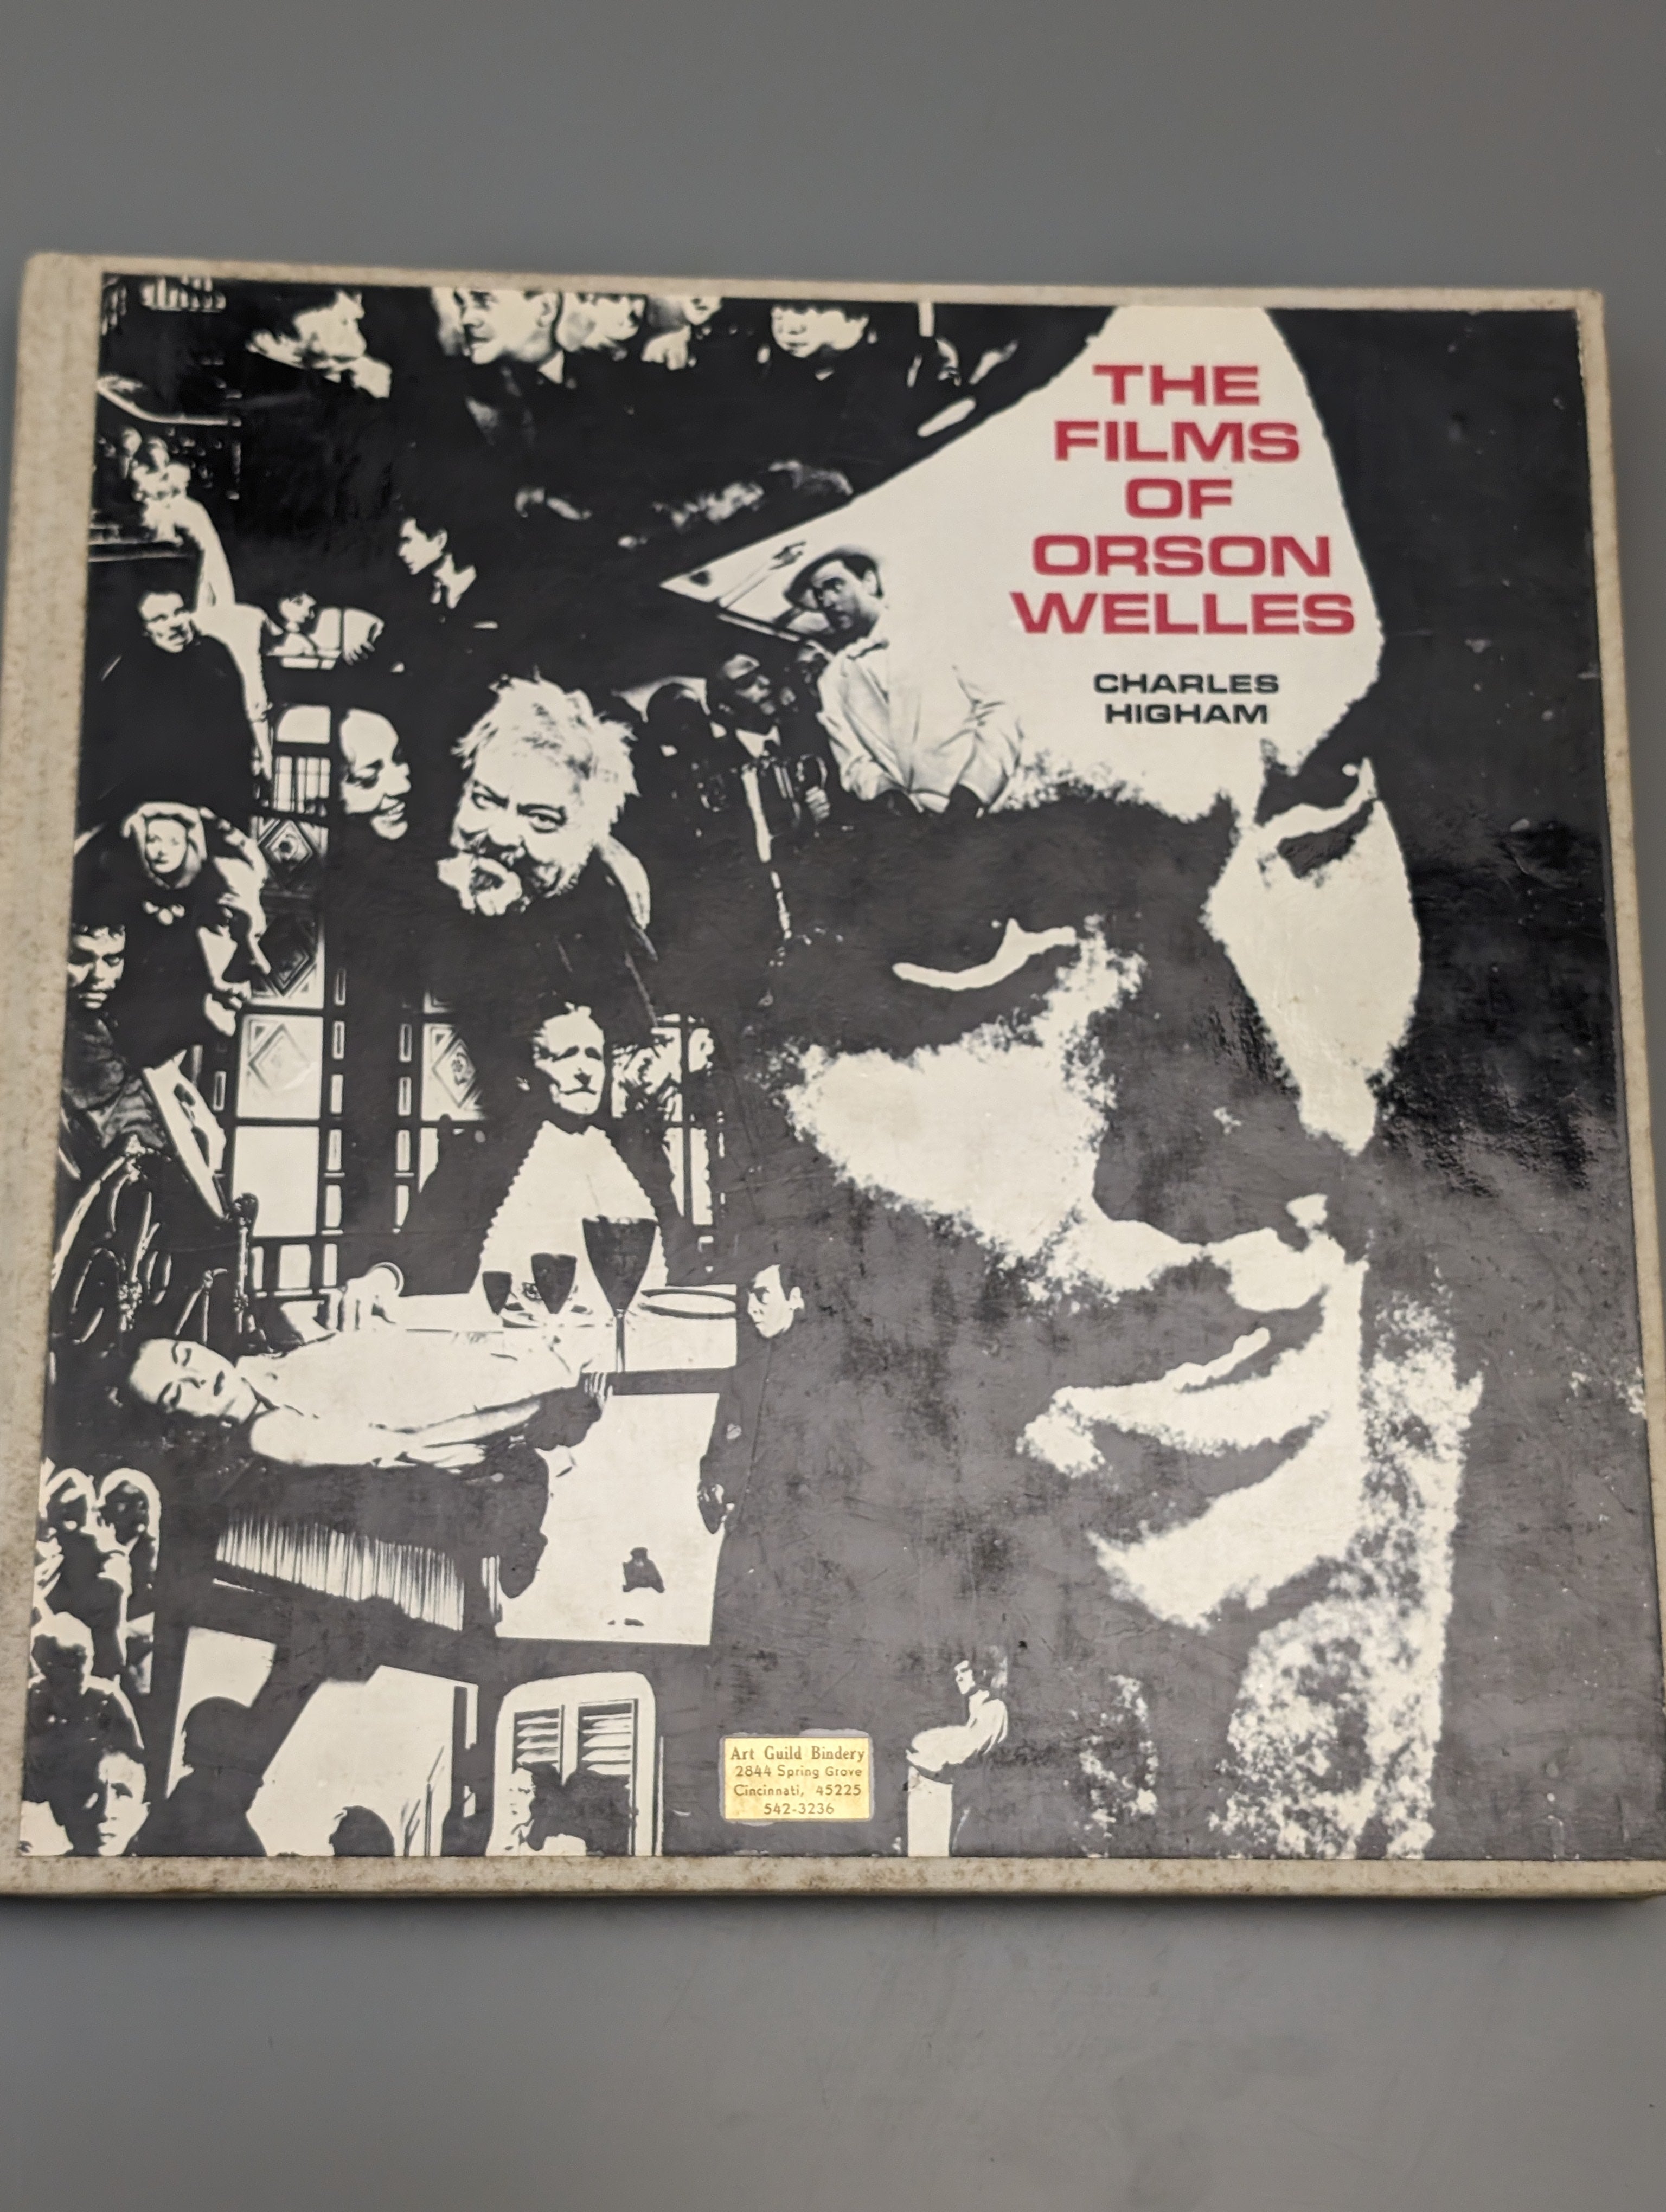 THE
FILMS
OF
ORSON
WELLES
CHARLES
HIGHAM
Art Guild Bindery
2844 Spring Grove
Cincinnati, 45225
542-3236